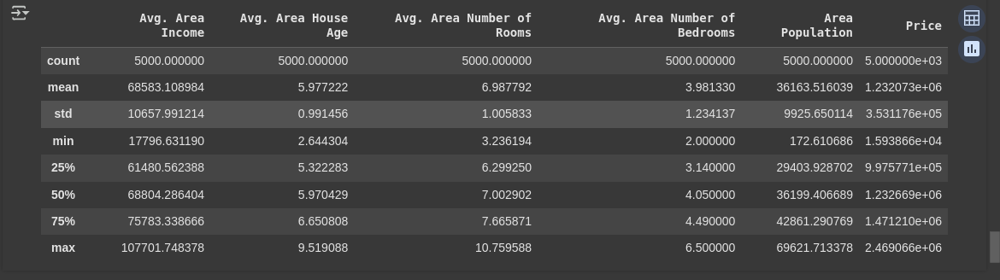 Avg. Area Income Avg. Area House Age Avg. Area Number of Rooms Avg. Area Number of Bedrooms Area Population Price
count 5000.000000 5000.000000 5000.000000 5000.000000 5000.000000 5.000000e+03
mean 68583.108984 5.977222 6.987792 3.981330 36163.516039 1.232073e+06
std 10657.991214 0.991456 1.005833 1.234137 9925.650114 3.531176e+05
min 17796.631190 2.644304 3.236194 2.000000 172.610686 1.593866e+04
25% 61480.562388 5.322283 6.299250 3.140000 29403.928702 9.975771e+05
50% 68804.286404 5.970429 7.002902 4.050000 36199.406689 1.232669e+06
75% 75783.338666 6.650808 7.665871 4.490000 42861.290769 1.471210e+06
max 107701.748378 9.519088 10.759588 6.500000 69621.713378 2.469066e+06